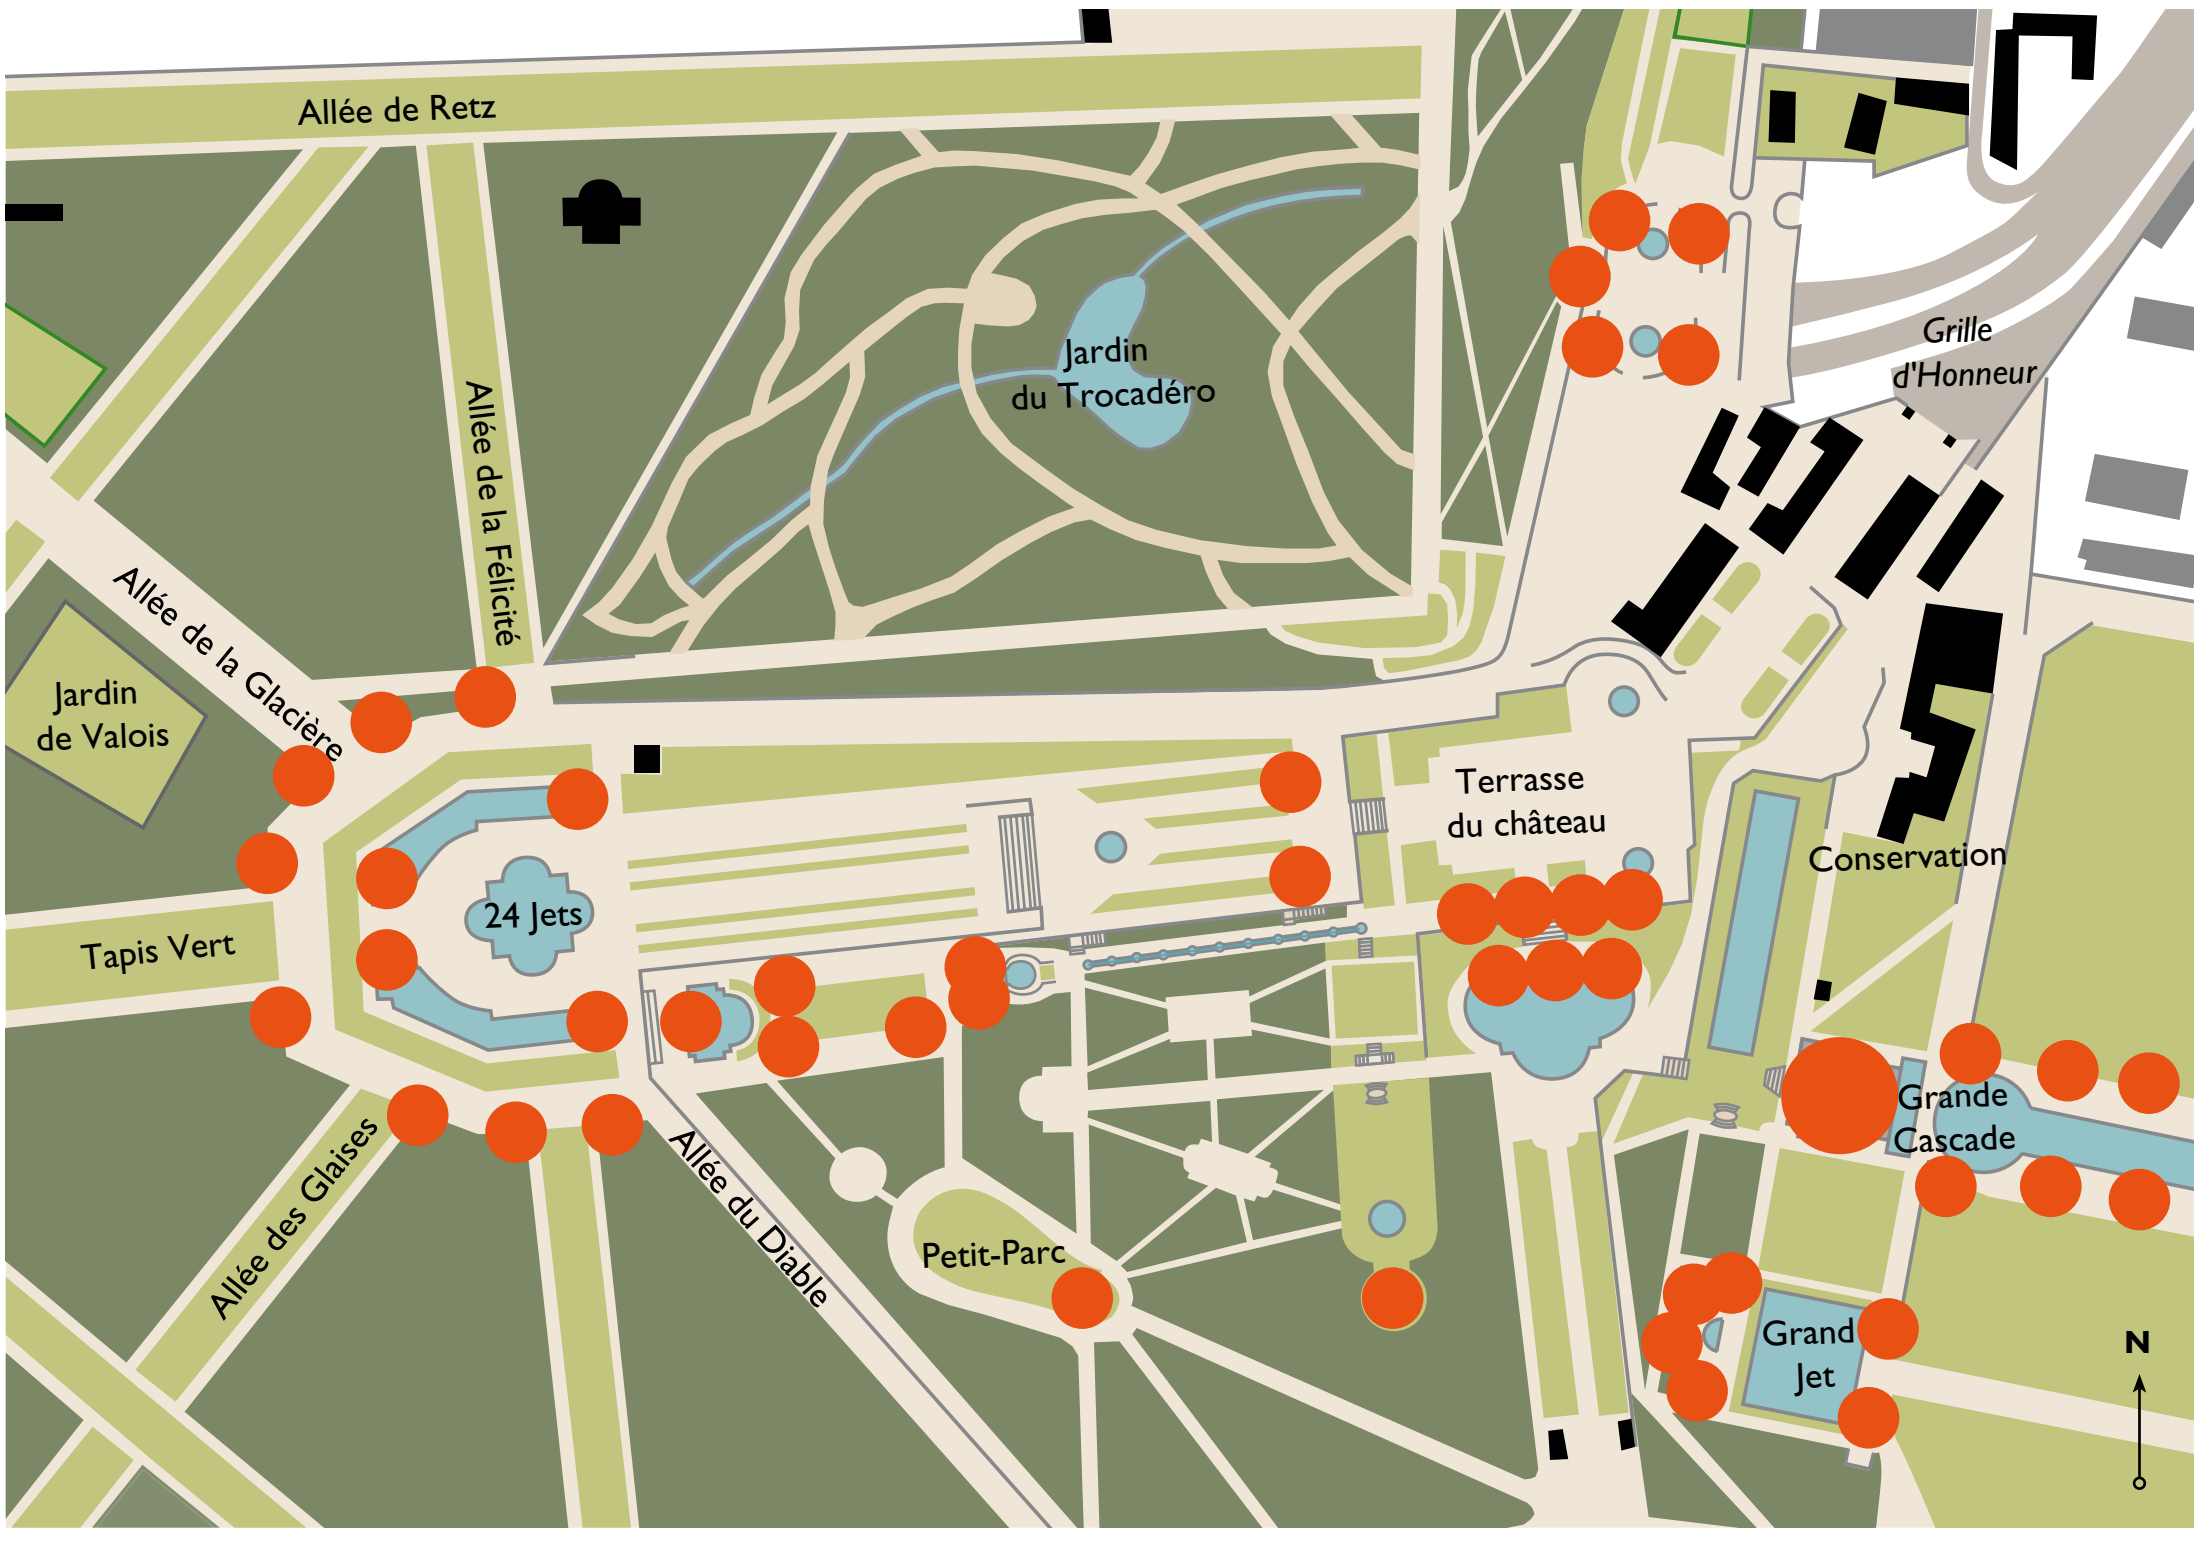 Allée de Retz
Grille
d'Honneur
Jardin
du Trocadéro
Allée de la Félicité
Allée de la Glacière
Jardin
de Valois
Terrasse
du château
Conservation
24 Jets
Tapis Vert
Grande
Cascade
Allée des Glaises
Allée du Diable
Petit-Parc
Grand
Jet
N